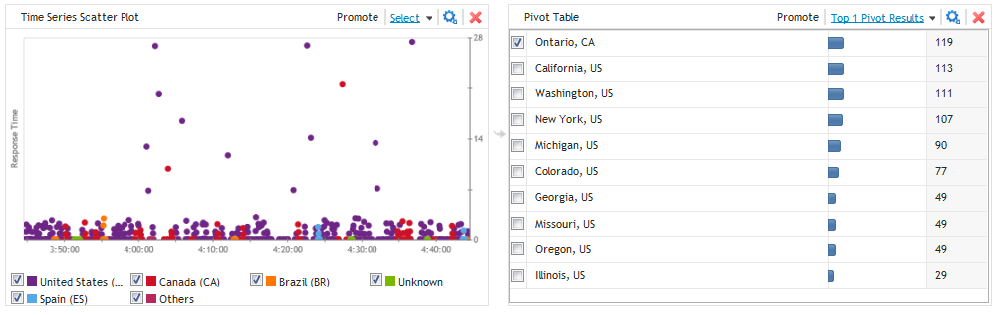 Time Series Scatter Plot Promote Select
28
14
0
Response Time
3:50:00 4:00:00 4:10:00 4:20:00 4:30:00 4:40:00
United States (... Canada (CA) Brazil (BR) Unknown
Spain (ES) Others
Pivot Table Promote Top 1 Pivot Results
Ontario, CA 119
California, US 113
Washington, US 111
New York, US 107
Michigan, US 90
Colorado, US 77
Georgia, US 49
Missouri, US 49
Oregon, US 49
Illinois, US 29